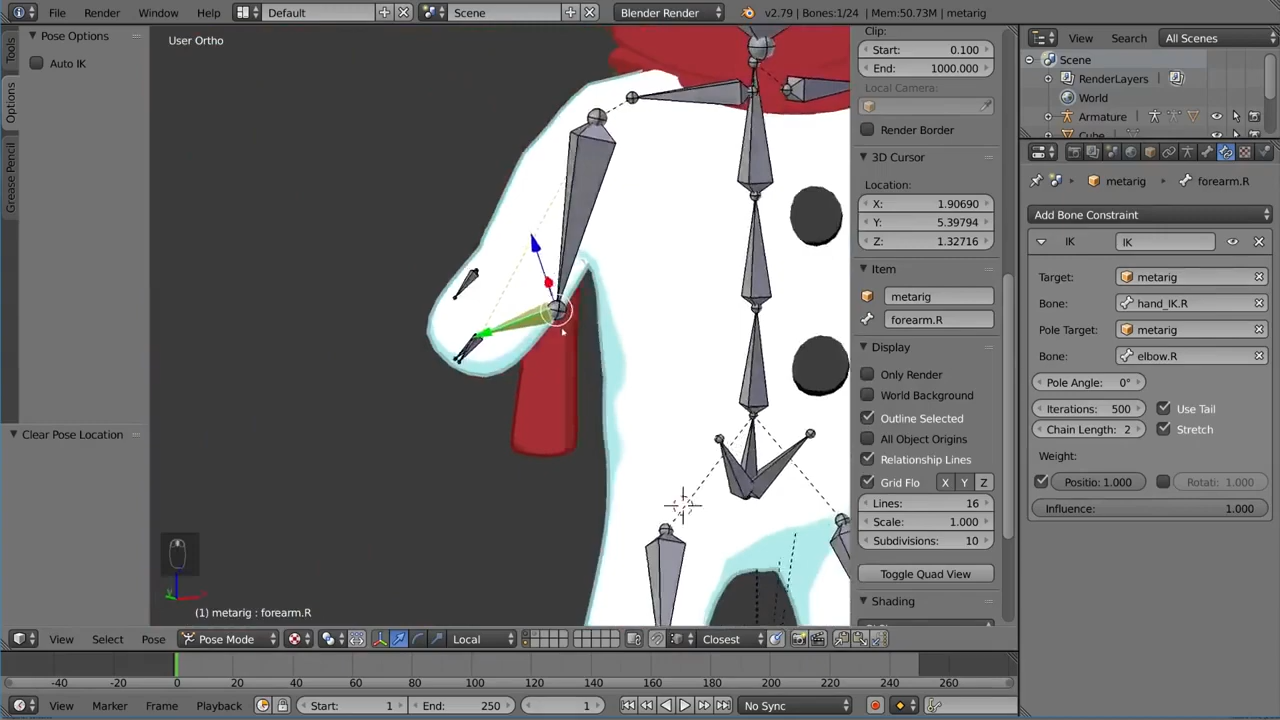 File Render Window Help Default Scene Blender Render v2.79 | Bones:1/24 | Mem:50.73M | metarig
Tools
Options
Grease Pencil
Pose Options
Auto IK
Clear Pose Location
User Ortho
(1) metarig : forearm.R
Clip:
Start: 0.100
End: 1000.000
Local Camera:
Render Border
3D Cursor
Location:
X: 1.90690
Y: 5.39794
Z: 1.32716
Item
metarig
forearm.R
Display
Only Render
World Background
Outline Selected
All Object Origins
Relationship Lines
Grid Flo X Y Z
Lines: 16
Scale: 1.000
Subdivisions: 10
Toggle Quad View
Shading
View Search All Scenes
Scene
RenderLayers
World
Armature
Cube
metarig forearm.R
Add Bone Constraint
IK IK
Target: metarig
Bone: hand_IK.R
Pole Target: metarig
Bone: elbow.R
Pole Angle: 0°
Iterations: 500 Use Tail
Chain Length: 2 Stretch
Weight:
Positio: 1.000 Rotati: 1.000
Influence: 1.000
View Select Pose Pose Mode Local Closest
-40 -20 0 20 40 60 80 100 120 140 160 180 200 220 240 260
View Marker Frame Playback Start: 1 End: 250 1 No Sync